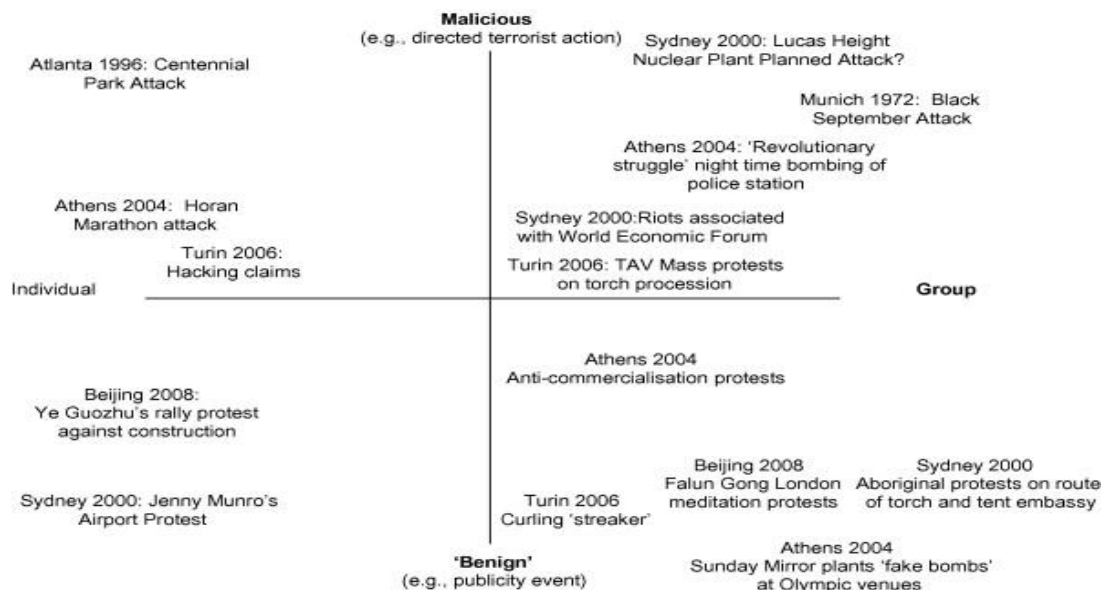 Malicious
(e.g., directed terrorist action)
Atlanta 1996: Centennial
Park Attack
Sydney 2000: Lucas Height
Nuclear Plant Planned Attack?
Munich 1972: Black
September Attack
Athens 2004: ‘Revolutionary
struggle’ night time bombing of
police station
Athens 2004: Horan
Marathon attack
Sydney 2000:Riots associated
with World Economic Forum
Turin 2006:
Hacking claims
Turin 2006: TAV Mass protests
on torch procession
Individual
Group
Athens 2004
Anti-commercialisation protests
Beijing 2008:
Ye Guozhu’s rally protest
against construction
Beijing 2008
Falun Gong London
meditation protests
Sydney 2000
Aboriginal protests on route
of torch and tent embassy
Sydney 2000: Jenny Munro’s
Airport Protest
Turin 2006
Curling ‘streaker’
Athens 2004
Sunday Mirror plants ‘fake bombs’
at Olympic venues
‘Benign’
(e.g., publicity event)